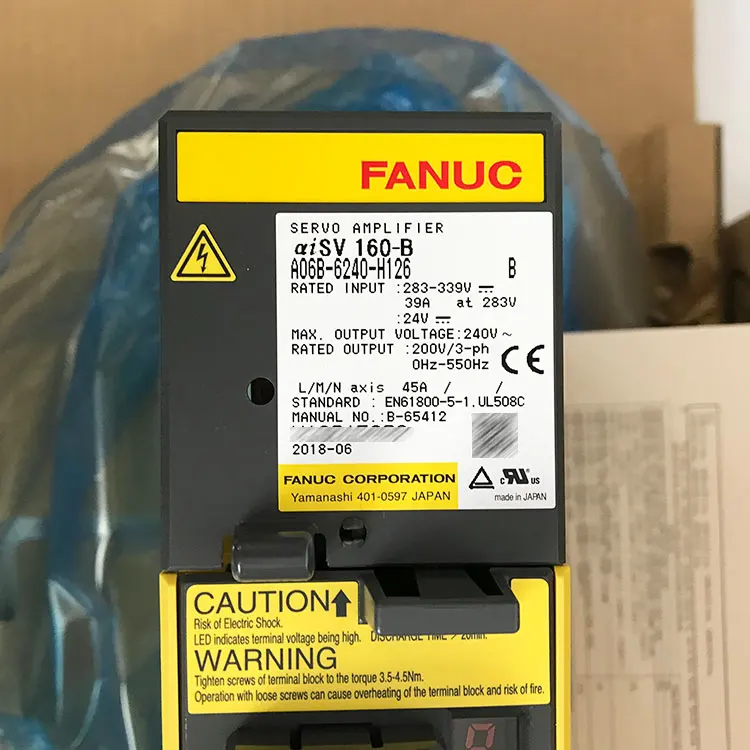 FANUC
SERVO AMPLIFIER
αiSV 160-B
A06B-6240-H126 B
RATED INPUT :283-339V ⎓
39A at 283V
:24V ⎓
MAX. OUTPUT VOLTAGE:240V~
RATED OUTPUT :200V/3-ph
0Hz-550Hz
CE
L/M/N axis 45A / /
STANDARD : EN61800-5-1.UL508C
MANUAL NO.:B-65412
2018-06
FANUC CORPORATION
Yamanashi 401-0597 JAPAN
c RU US
made in JAPAN
CAUTION
Risk of Electric Shock.
LED indicates terminal voltage being high. DISCHARGE TIME > 20min.
WARNING
Tighten screws of terminal block to the torque 3.5-4.5Nm.
Operation with loose screws can cause overheating of the terminal block and risk of fire.